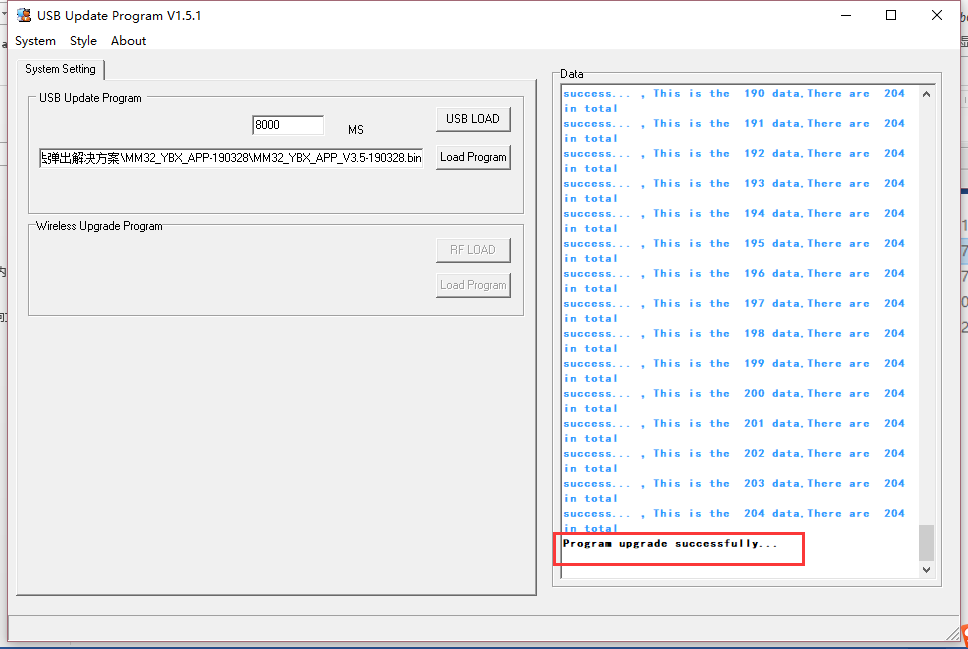 USB Update Program V1.5.1
System Style About
System Setting
USB Update Program
8000 MS USB LOAD
弹出解决方案\MM32_YBX_APP-190328\MM32_YBX_APP_V3.5-190328.bin Load Program
Wireless Upgrade Program
RF LOAD
Load Program
Data
success... , This is the 190 data.There are 204
in total
success... , This is the 191 data.There are 204
in total
success... , This is the 192 data.There are 204
in total
success... , This is the 193 data.There are 204
in total
success... , This is the 194 data.There are 204
in total
success... , This is the 195 data.There are 204
in total
success... , This is the 196 data.There are 204
in total
success... , This is the 197 data.There are 204
in total
success... , This is the 198 data.There are 204
in total
success... , This is the 199 data.There are 204
in total
success... , This is the 200 data.There are 204
in total
success... , This is the 201 data.There are 204
in total
success... , This is the 202 data.There are 204
in total
success... , This is the 203 data.There are 204
in total
success... , This is the 204 data.There are 204
in total
Program upgrade successfully...